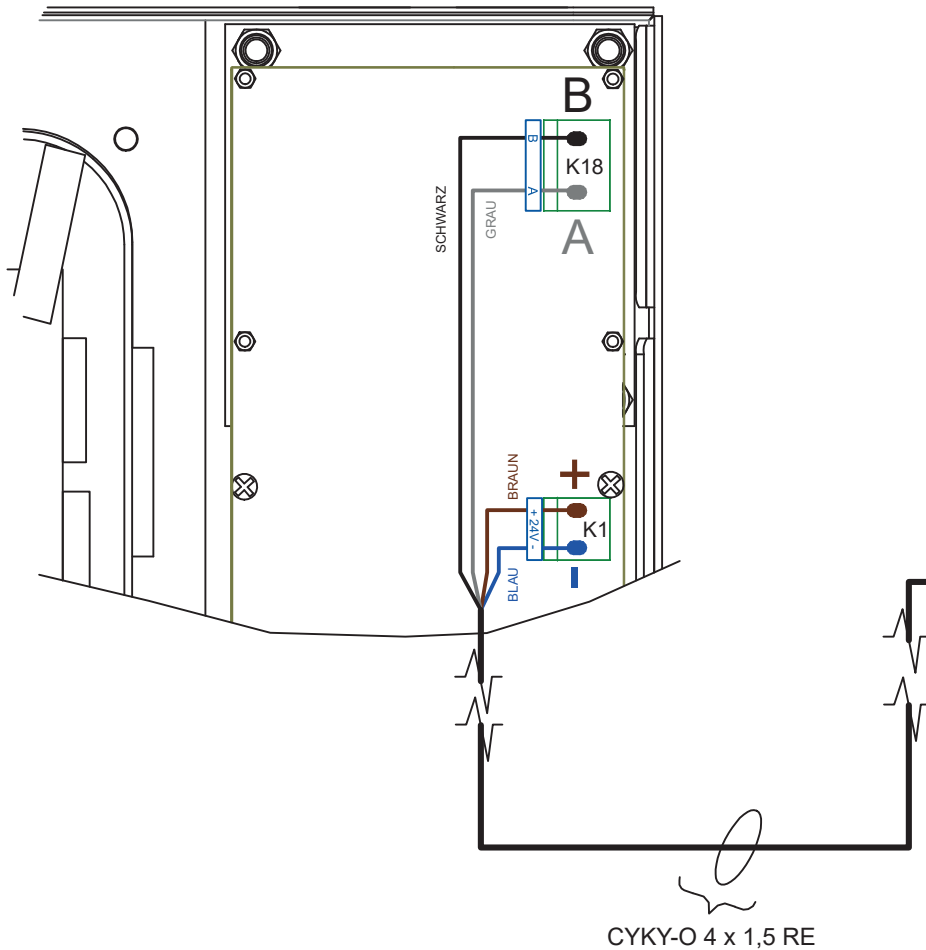 B
B
K18
A
A
SCHWARZ
GRAU
BRAUN
+
+ 24V -
K1
-
BLAU
CYKY-O 4 x 1,5 RE